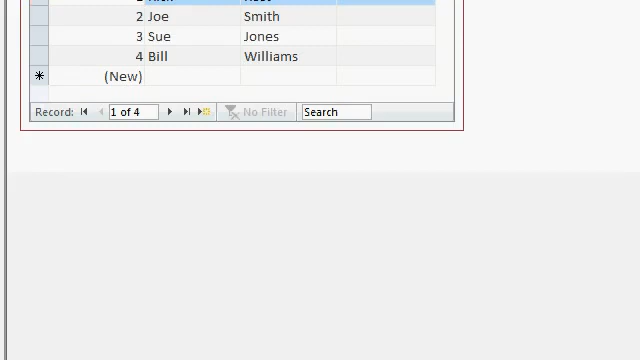 2 Joe Smith
3 Sue Jones
4 Bill Williams
(New)
Record: 1 of 4 No Filter Search